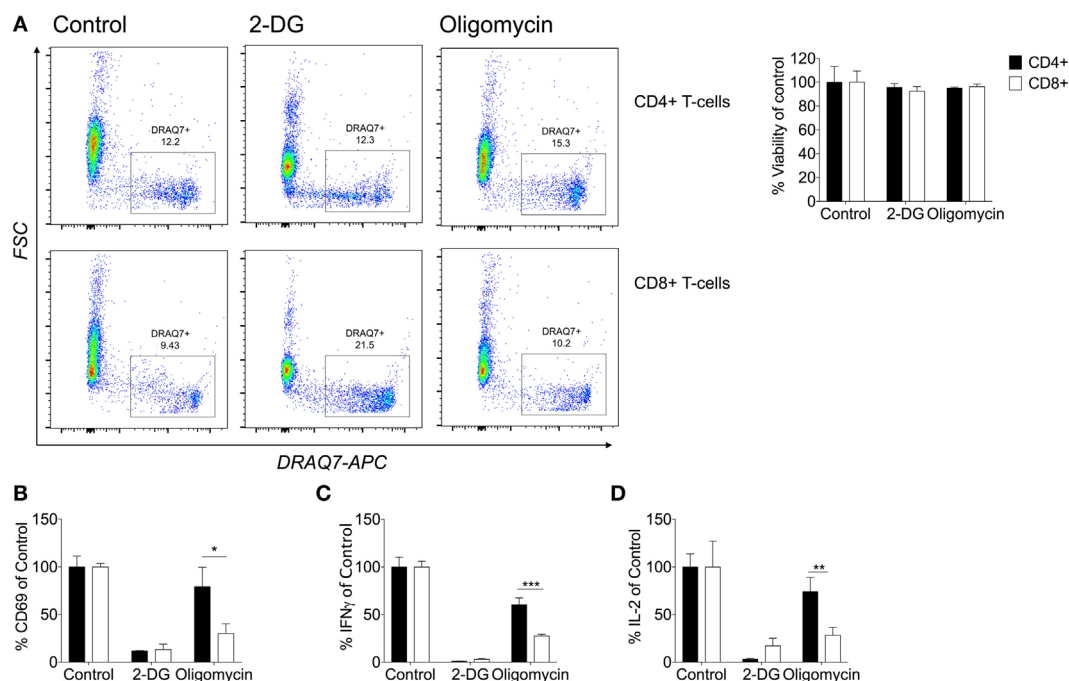 A
Control
2-DG
Oligomycin
DRAQ7+
12.2
DRAQ7+
12.3
DRAQ7+
15.3
CD4+ T-cells
DRAQ7+
9.43
DRAQ7+
21.5
DRAQ7+
10.2
CD8+ T-cells
FSC
DRAQ7-APC
% Viability of control
120
100
80
60
40
20
0
Control 2-DG Oligomycin
CD4+
CD8+
B
% CD69 of Control
150
100
50
0
*
Control 2-DG Oligomycin
C
% IFNγ of Control
150
100
50
0
***
Control 2-DG Oligomycin
D
% IL-2 of Control
150
100
50
0
**
Control 2-DG Oligomycin